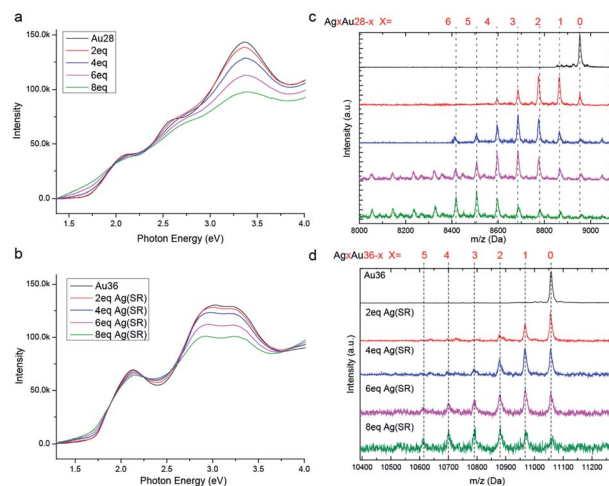 a
150.0k
100.0k
50.0k
0.0
Intensity
Au28
2eq
4eq
6eq
8eq
1.5 2.0 2.5 3.0 3.5 4.0
Photon Energy (eV)
b
150.0k
100.0k
50.0k
0.0
Intensity
Au36
2eq Ag(SR)
4eq Ag(SR)
6eq Ag(SR)
8eq Ag(SR)
1.5 2.0 2.5 3.0 3.5 4.0
Photon Energy (eV)
c
AgxAu28-x X= 6 5 4 3 2 1 0
Intensity (a.u.)
8000 8200 8400 8600 8800 9000
m/z (Da)
d
AgxAu36-x X= 5 4 3 2 1 0
Au36
2eq Ag(SR)
4eq Ag(SR)
6eq Ag(SR)
8eq Ag(SR)
Intensity (a.u.)
10400 10500 10600 10700 10800 10900 11000 11100 11200
m/z (Da)